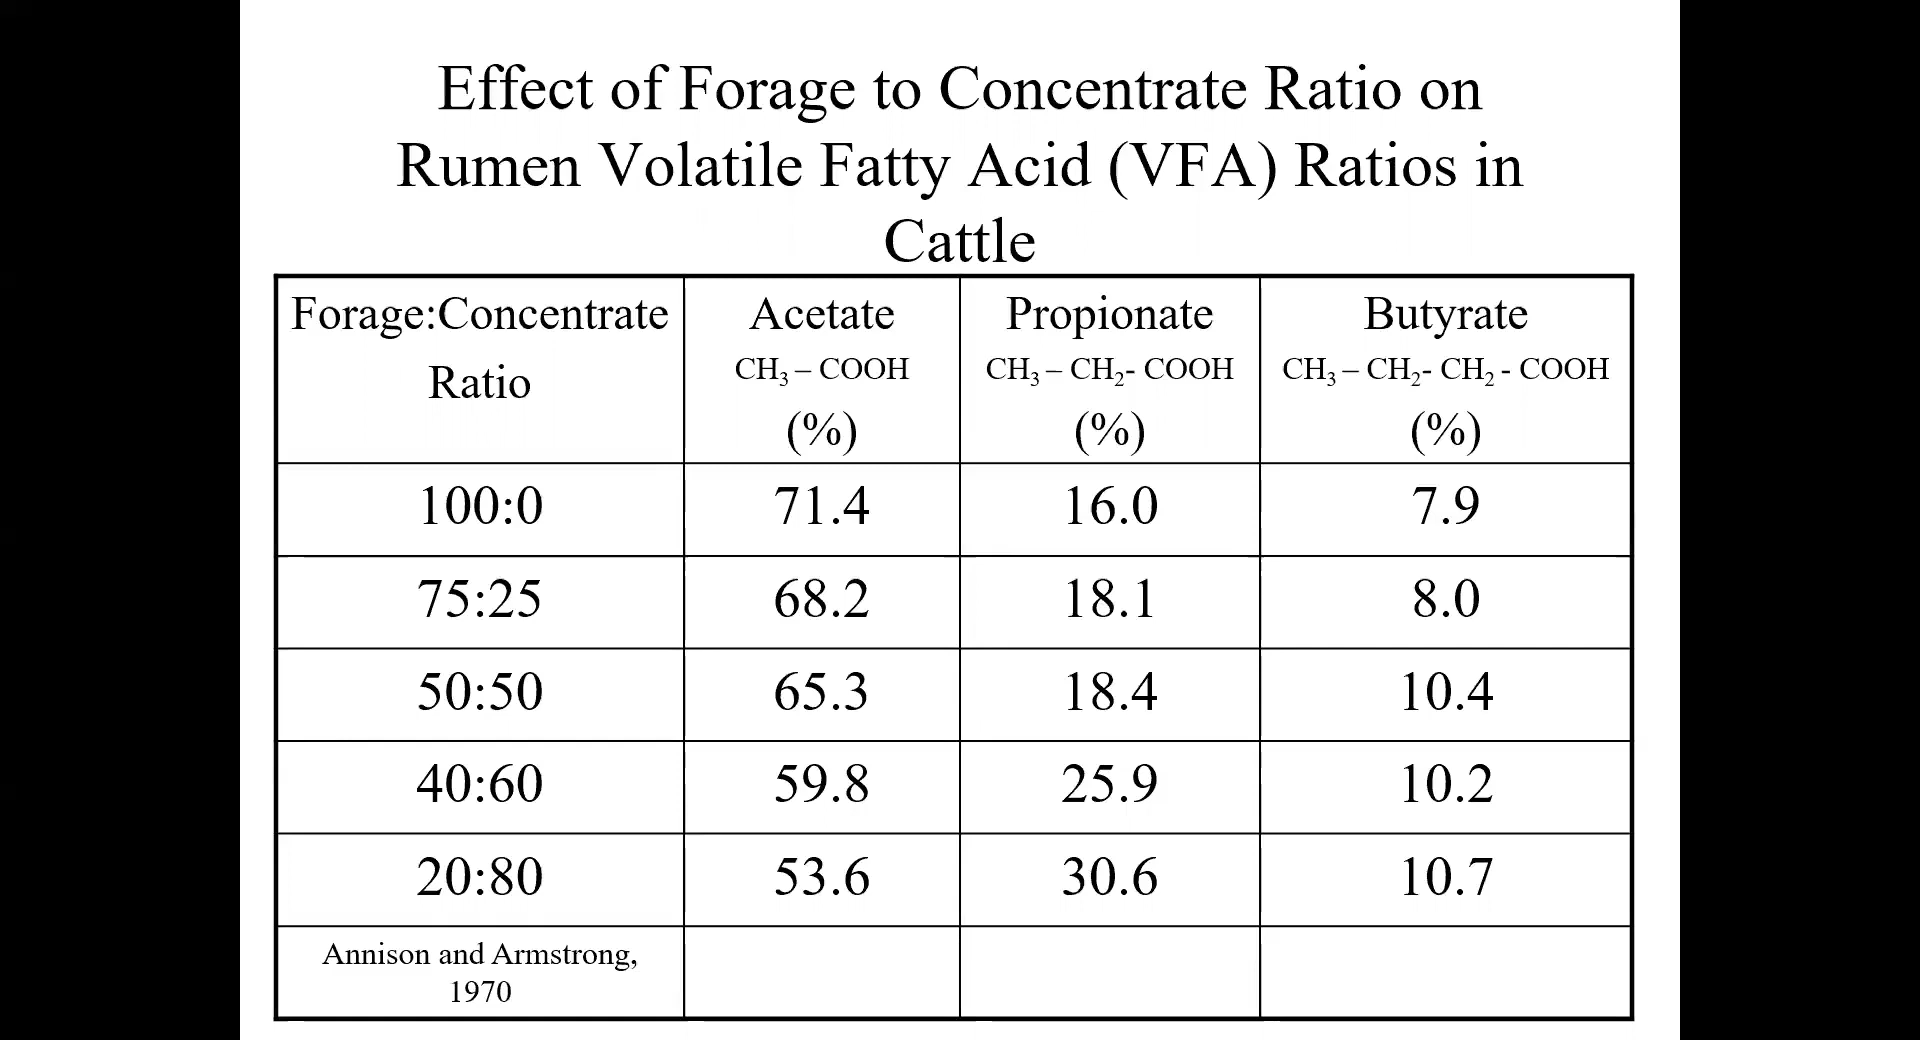 Effect of Forage to Concentrate Ratio on
Rumen Volatile Fatty Acid (VFA) Ratios in
Cattle
Forage:Concentrate Ratio	Acetate CH₃ – COOH (%)	Propionate CH₃ – CH₂- COOH (%)	Butyrate CH₃ – CH₂- CH₂ - COOH (%)
100:0	71.4	16.0	7.9
75:25	68.2	18.1	8.0
50:50	65.3	18.4	10.4
40:60	59.8	25.9	10.2
20:80	53.6	30.6	10.7
Annison and Armstrong,
1970